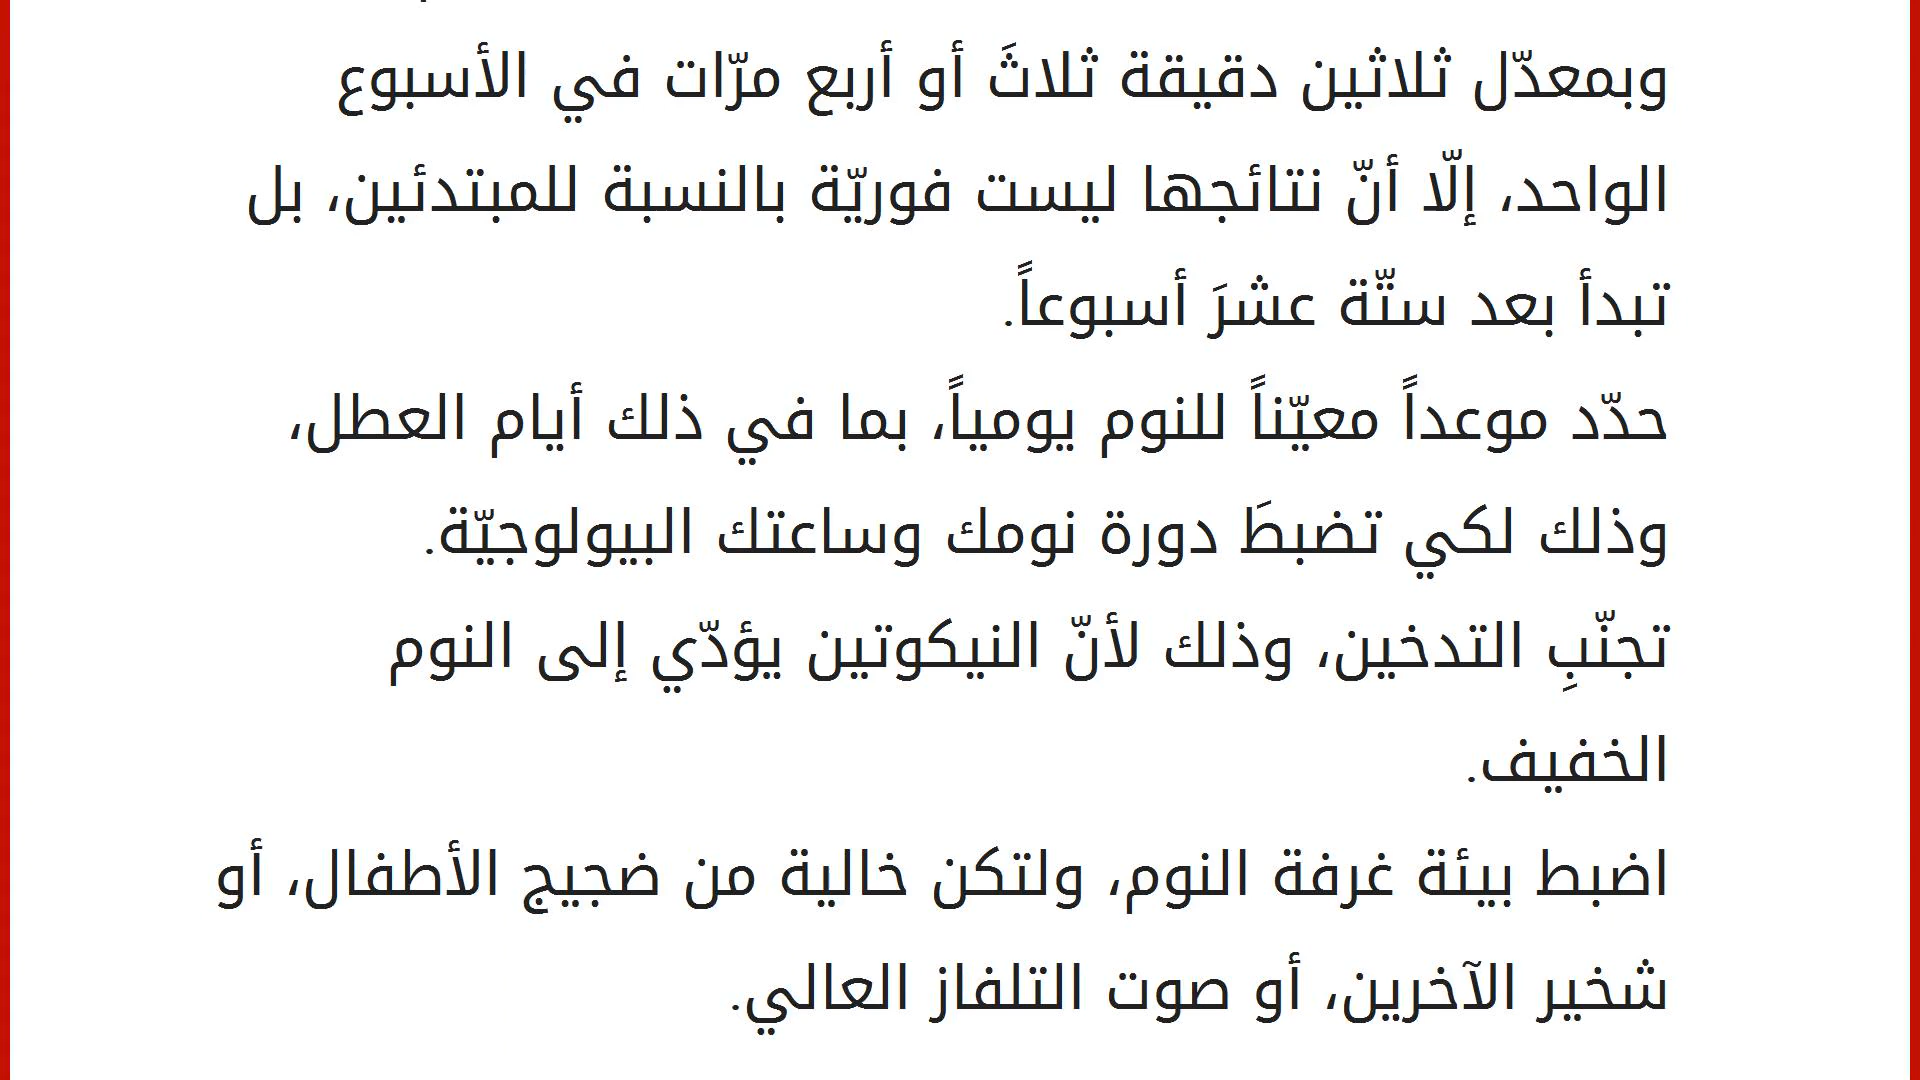 وبمعدّل ثلاثين دقيقة ثلاثَ أو أربع مرّات في الأسبوع
الواحد، إلّا أنّ نتائجها ليست فوريّة بالنسبة للمبتدئين، بل
تبدأ بعد ستّة عشرَ أسبوعاً.
حدّد موعداً معيّناً للنوم يومياً، بما في ذلك أيام العطل،
وذلك لكي تضبطَ دورة نومك وساعتك البيولوجيّة.
تجنّبِ التدخين، وذلك لأنّ النيكوتين يؤدّي إلى النوم
الخفيف.
اضبط بيئة غرفة النوم، ولتكن خالية من ضجيج الأطفال، أو
شخير الآخرين، أو صوت التلفاز العالي.